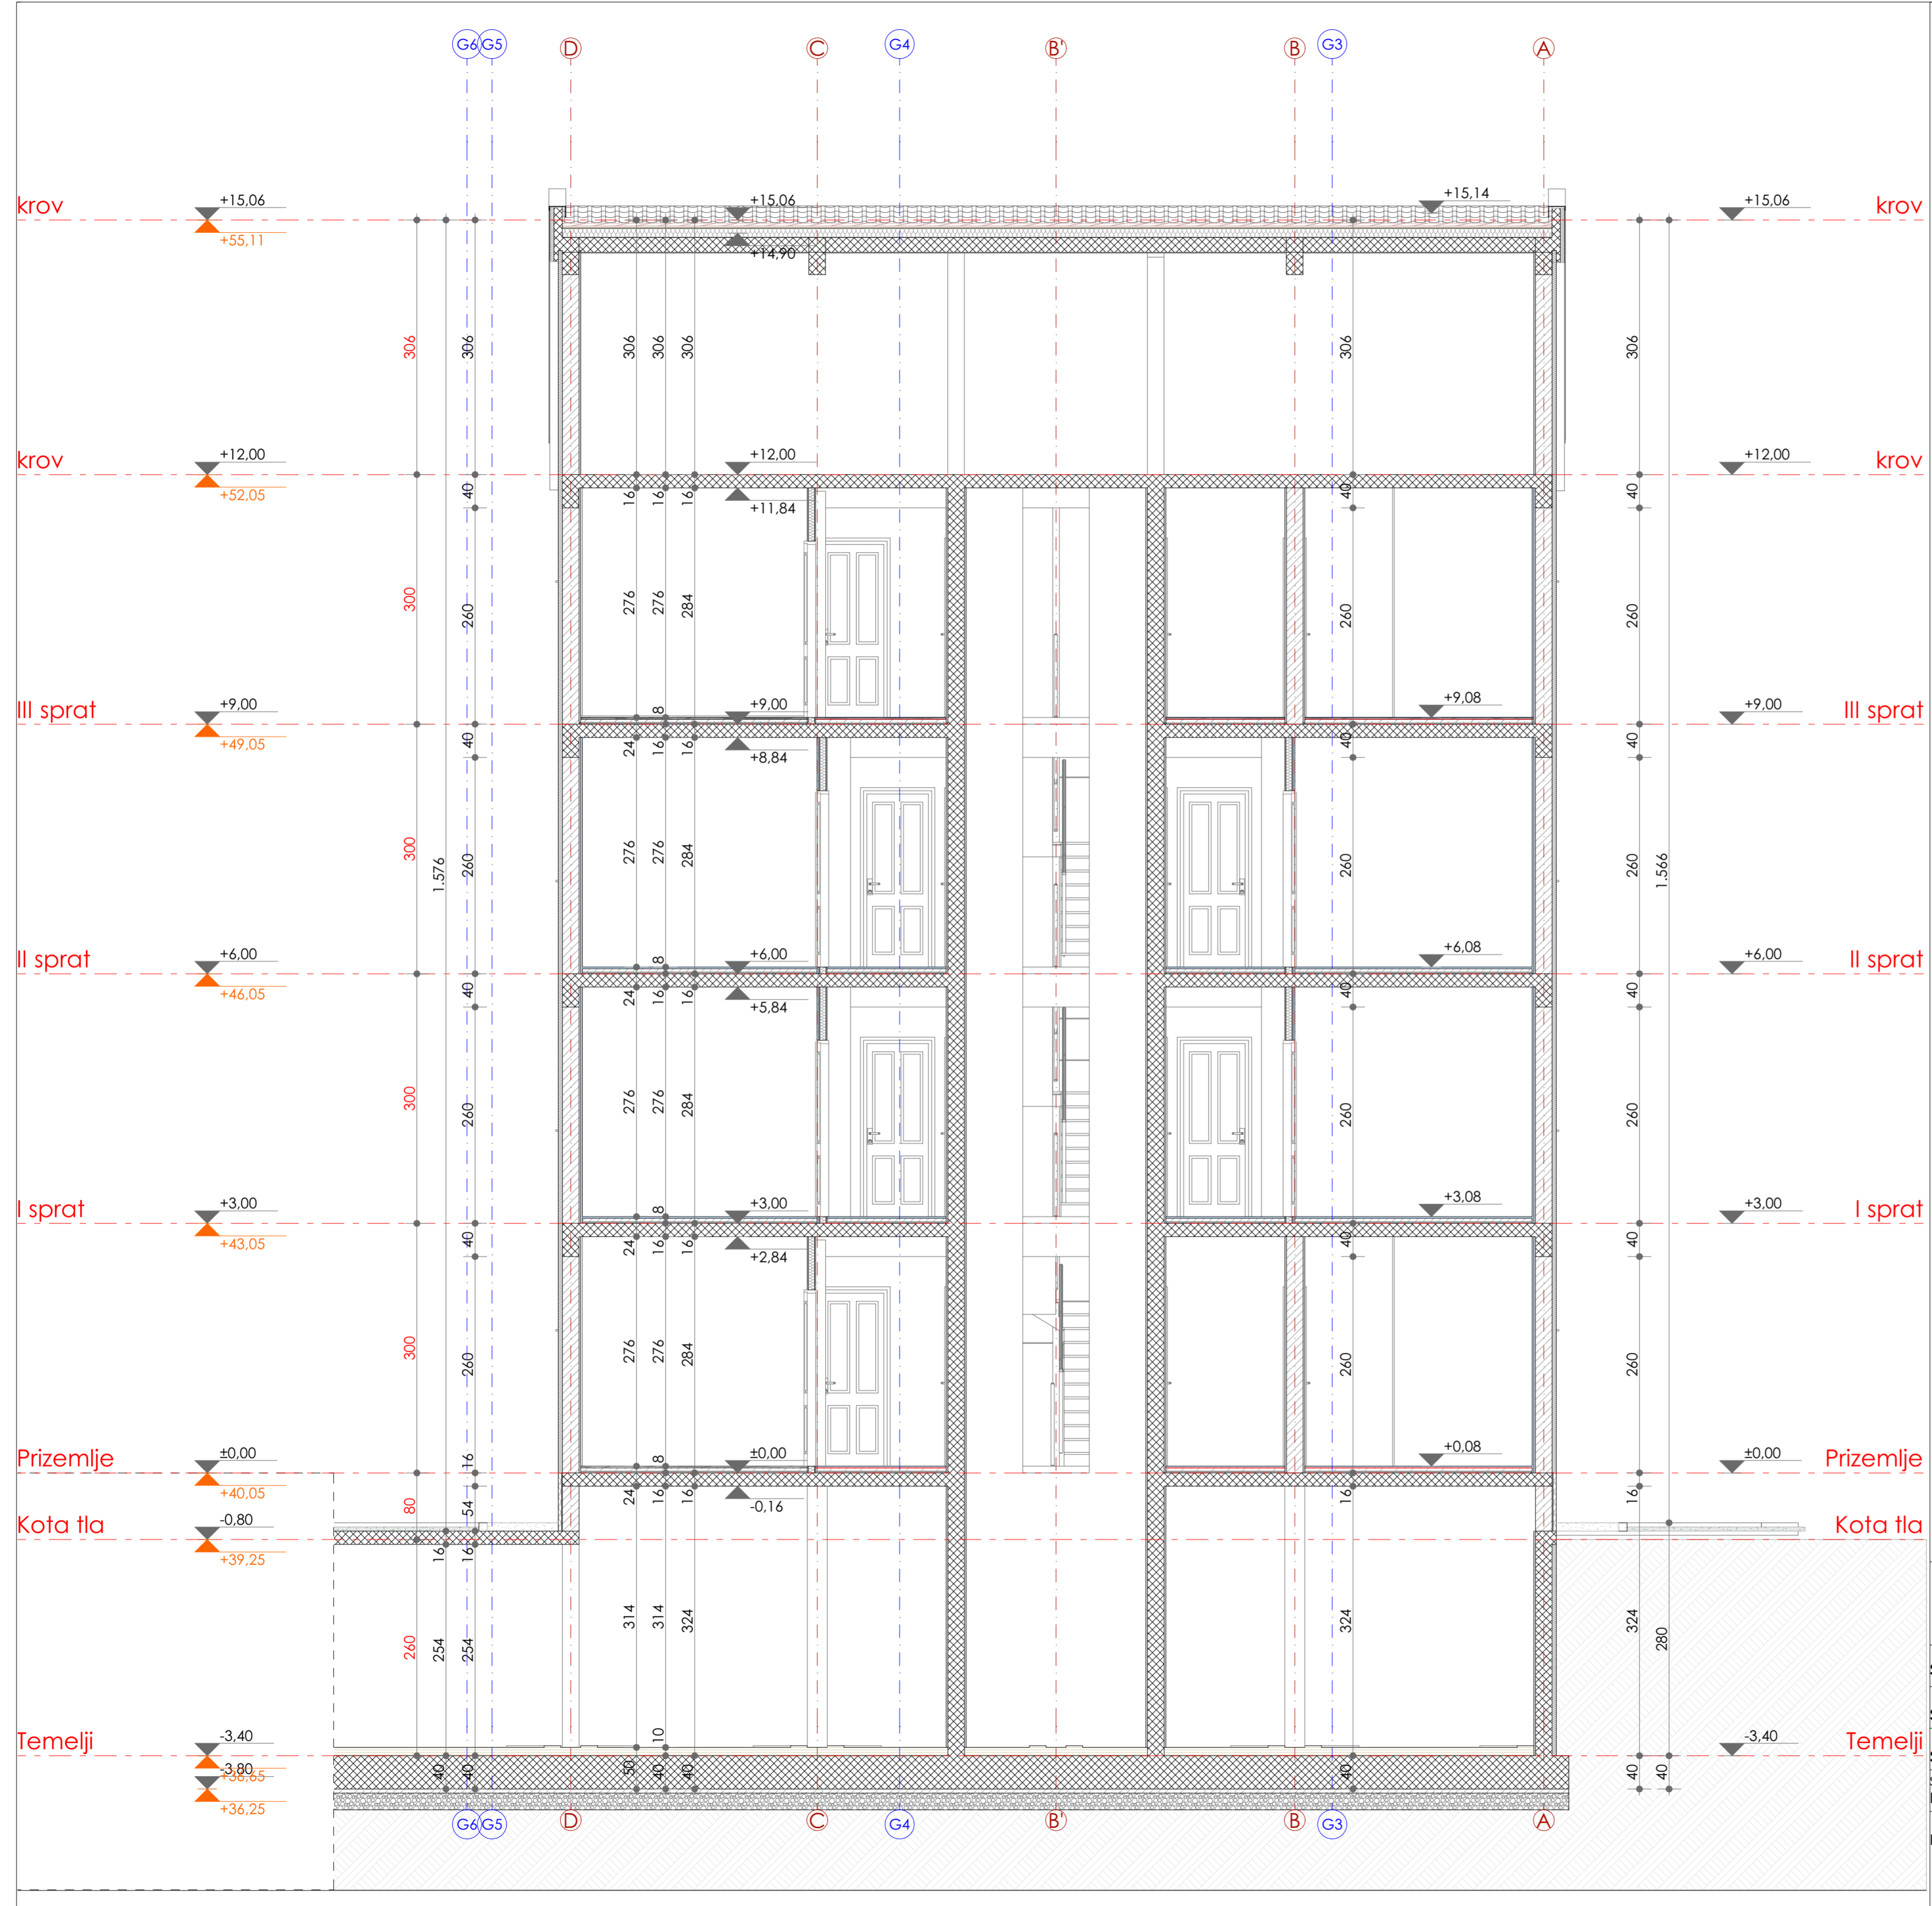 G6 G5 D C G4 B' B G3 A
krov +15,06 +15,06 +15,14 +15,06 krov
+55,11 +14,90
306 306 306 306 306 306 306
krov +12,00 +12,00 +12,00 krov
+52,05 40 16 16 16 +11,84 40 40
300 260 276 276 284 260 260
8
III sprat +9,00 +9,00 +9,08 +9,00 III sprat
+49,05 40 24 16 16 +8,84 40 40
300 1.576 260 276 276 284 260 260 1.566
8
II sprat +6,00 +6,00 +6,08 +6,00 II sprat
+46,05 40 24 16 16 +5,84 40 40
300 260 276 276 284 260 260
8
I sprat +3,00 +3,00 +3,08 +3,00 I sprat
+43,05 40 24 16 16 +2,84 40 40
300 260 276 276 284 260 260
16 8
Prizemlje ±0,00 ±0,00 +0,08 ±0,00 Prizemlje
+40,05 80 54 24 16 16 -0,16 16 16
Kota tla -0,80 Kota tla
+39,25 16 16
260 254 254 314 314 324 324 324 280
10
Temelji -3,40 -3,40 Temelji
-3,80 40 40 50 40 40 40 40 40
+36,25
G6 G5 D C G4 B' B G3 A